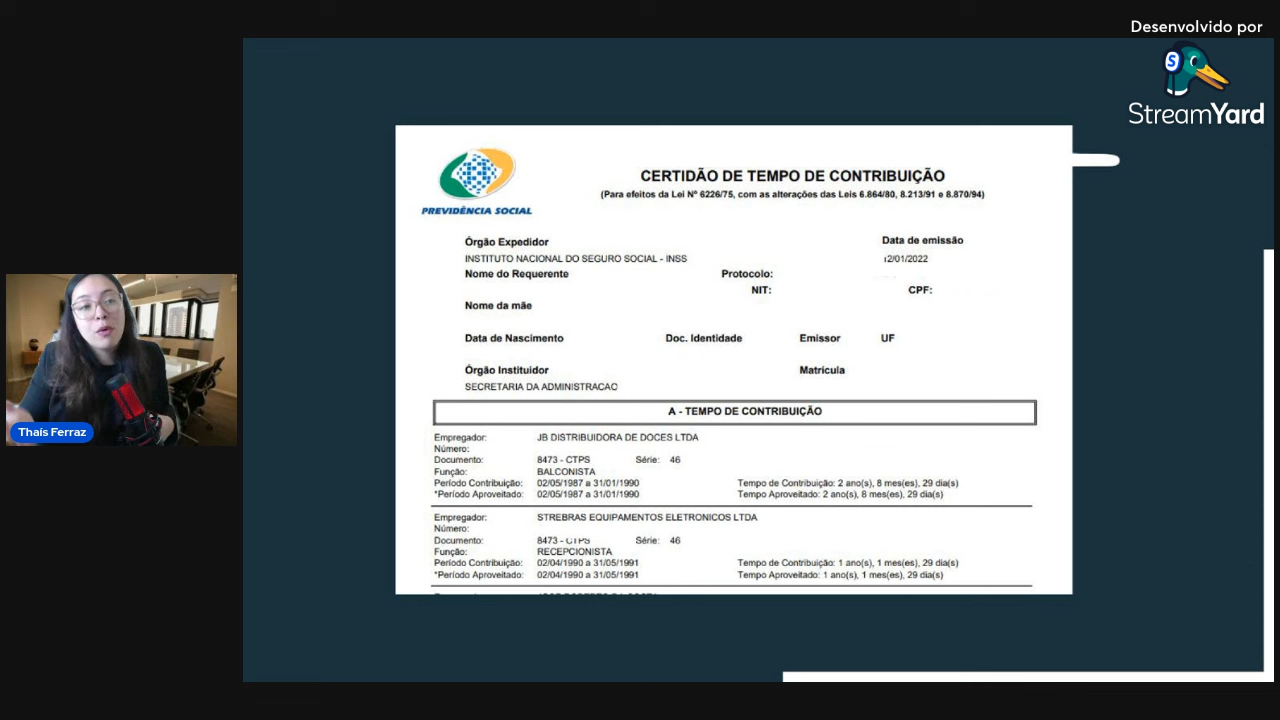 Desenvolvido por
StreamYard
PREVIDÊNCIA SOCIAL
CERTIDÃO DE TEMPO DE CONTRIBUIÇÃO
(Para efeitos da Lei Nº 6226/75, com as alterações das Leis 6.864/80, 8.213/91 e 8.870/94)
Órgão Expedidor Data de emissão
INSTITUTO NACIONAL DO SEGURO SOCIAL - INSS 12/01/2022
Nome do Requerente Protocolo:
NIT: CPF:
Nome da mãe
Data de Nascimento Doc. Identidade Emissor UF
Órgão Instituidor Matrícula
SECRETARIA DA ADMINISTRACAO
A - TEMPO DE CONTRIBUIÇÃO
Empregador: JB DISTRIBUIDORA DE DOCES LTDA
Número:
Documento: 8473 - CTPS Série: 46
Função: BALCONISTA
Período Contribuição: 02/05/1987 a 31/01/1990 Tempo de Contribuição: 2 ano(s), 8 mes(es), 29 dia(s)
*Período Aproveitado: 02/05/1987 a 31/01/1990 Tempo Aproveitado: 2 ano(s), 8 mes(es), 29 dia(s)
Empregador: STREBRAS EQUIPAMENTOS ELETRONICOS LTDA
Número:
Documento: 8473 - CTPS Série: 46
Função: RECEPCIONISTA
Período Contribuição: 02/04/1990 a 31/05/1991 Tempo de Contribuição: 1 ano(s), 1 mes(es), 29 dia(s)
*Período Aproveitado: 02/04/1990 a 31/05/1991 Tempo Aproveitado: 1 ano(s), 1 mes(es), 29 dia(s)
Thaís Ferraz